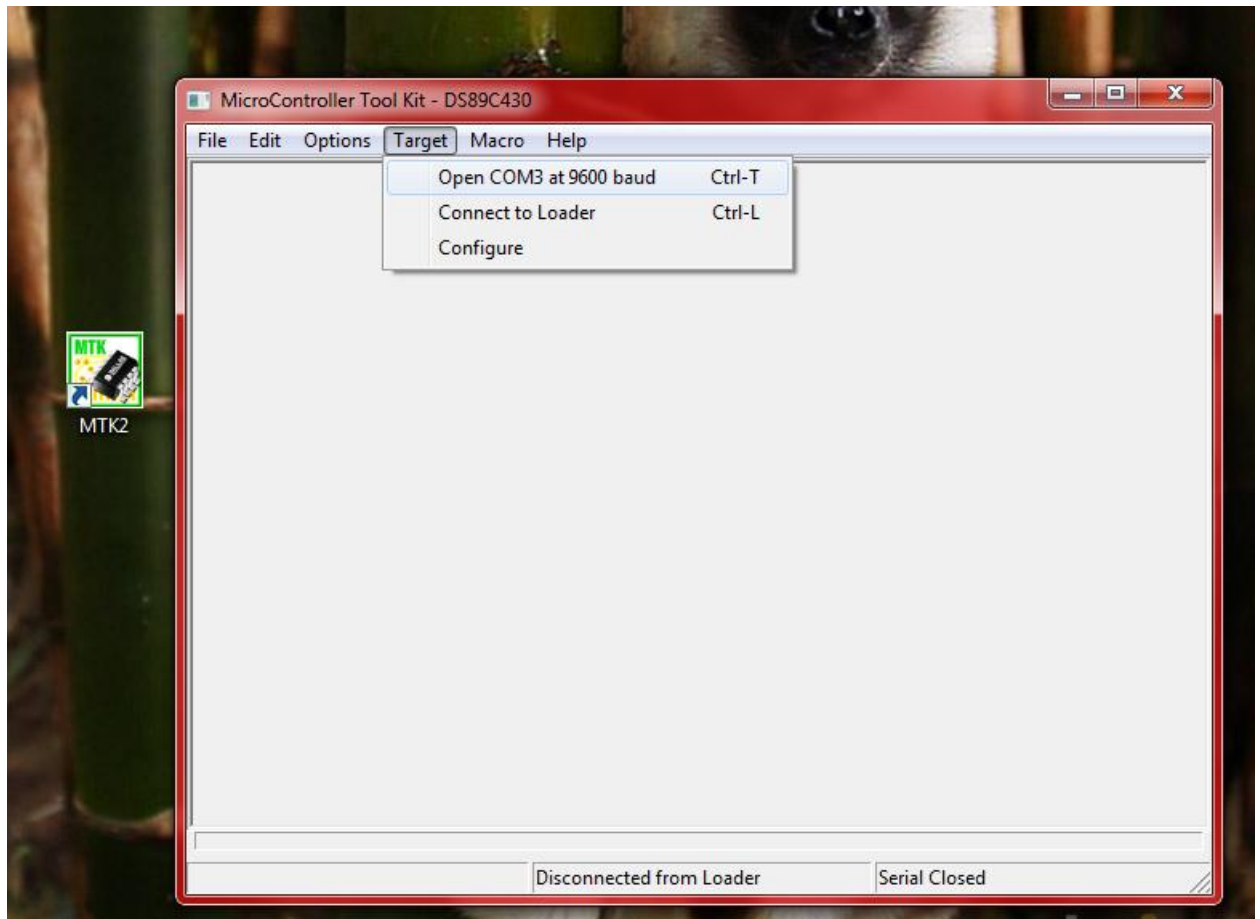 MicroController Tool Kit - DS89C430
File Edit Options Target Macro Help
Open COM3 at 9600 baud Ctrl-T
Connect to Loader Ctrl-L
Configure
MTK
MTK2
Disconnected from Loader Serial Closed